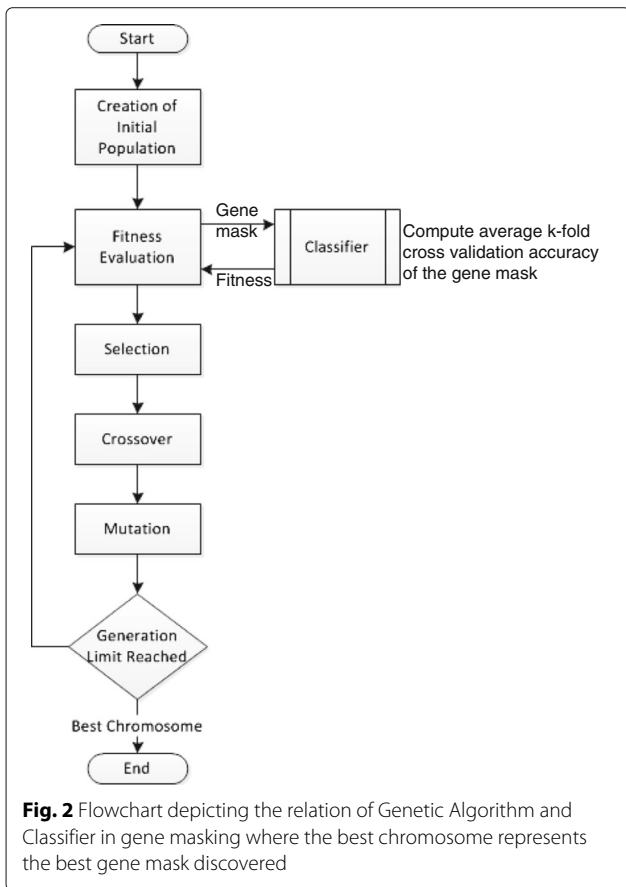 Start
Creation of
Initial
Population
Fitness
Evaluation
Gene
mask
Fitness
Classifier
Compute average k-fold
cross validation accuracy
of the gene mask
Selection
Crossover
Mutation
Generation
Limit Reached
Best Chromosome
End
Fig. 2 Flowchart depicting the relation of Genetic Algorithm and
Classifier in gene masking where the best chromosome represents
the best gene mask discovered